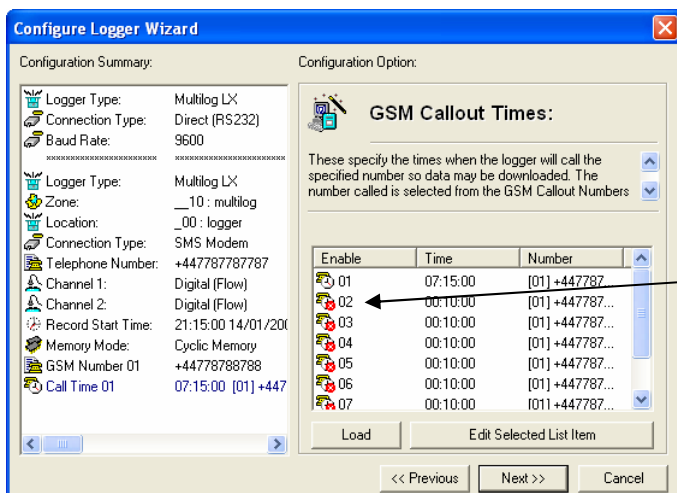 Configure Logger Wizard
Configuration Summary:
Logger Type: Multilog LX
Connection Type: Direct (RS232)
Baud Rate: 9600
xxxxxxxxxxxxxxxxxxxxxxx xxxxxxxxxxxxxxxxxxxxxxx
Logger Type: Multilog LX
Zone: __10 : multilog
Location: _00 : logger
Connection Type: SMS Modem
Telephone Number: +447787787787
Channel 1: Digital (Flow)
Channel 2: Digital (Flow)
Record Start Time: 21:15:00 14/01/200
Memory Mode: Cyclic Memory
GSM Number 01 +44778788788
Call Time 01 07:15:00 [01] +447
Configuration Option:
GSM Callout Times:
These specify the times when the logger will call the
specified number so data may be downloaded. The
number called is selected from the GSM Callout Numbers
Enable Time Number
01 07:15:00 [01] +447787...
02 00:10:00 [01] +447787...
03 00:10:00 [01] +447787...
04 00:10:00 [01] +447787...
05 00:10:00 [01] +447787...
06 00:10:00 [01] +447787...
07 00:10:00 [01] +447787...
Load Edit Selected List Item
<< Previous Next >> Cancel